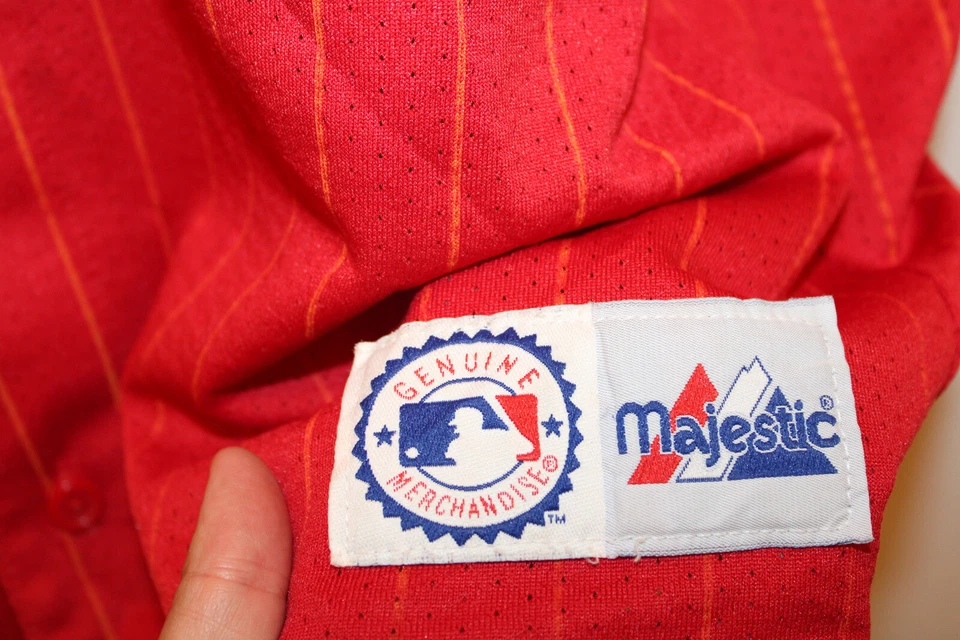 GENUINE
MERCHANDISE®
™
Majestic®